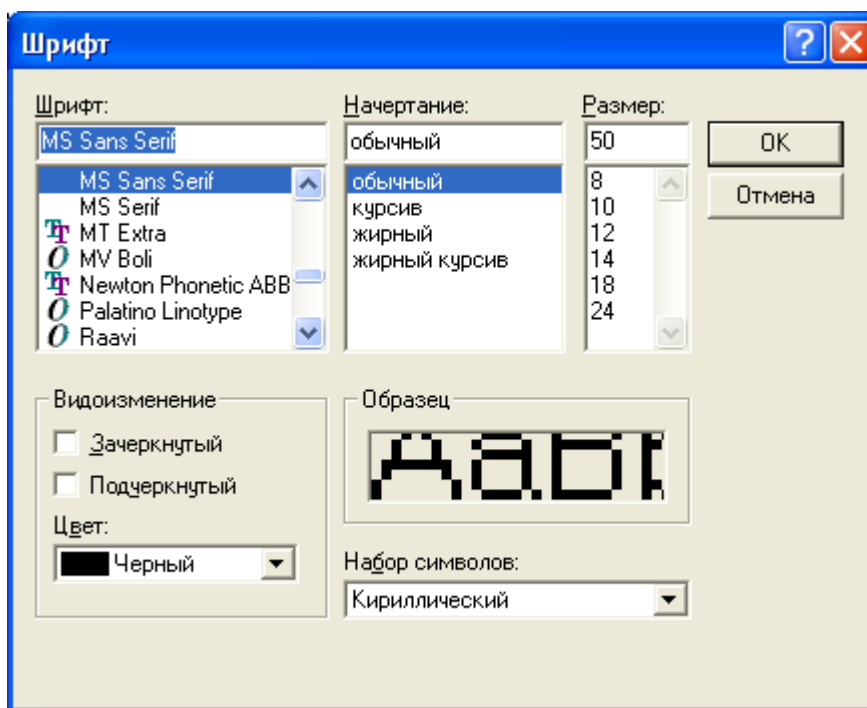 Шрифт
Шрифт:
MS Sans Serif
MS Sans Serif
MS Serif
MT Extra
MV Boli
Newton Phonetic ABB
Palatino Linotype
Raavi
Начертание:
обычный
обычный
курсив
жирный
жирный курсив
Размер:
50
8
10
12
14
18
24
OK
Отмена
Видоизменение
Зачеркнутый
Подчеркнутый
Цвет:
Черный
Образец
Набор символов:
Кириллический